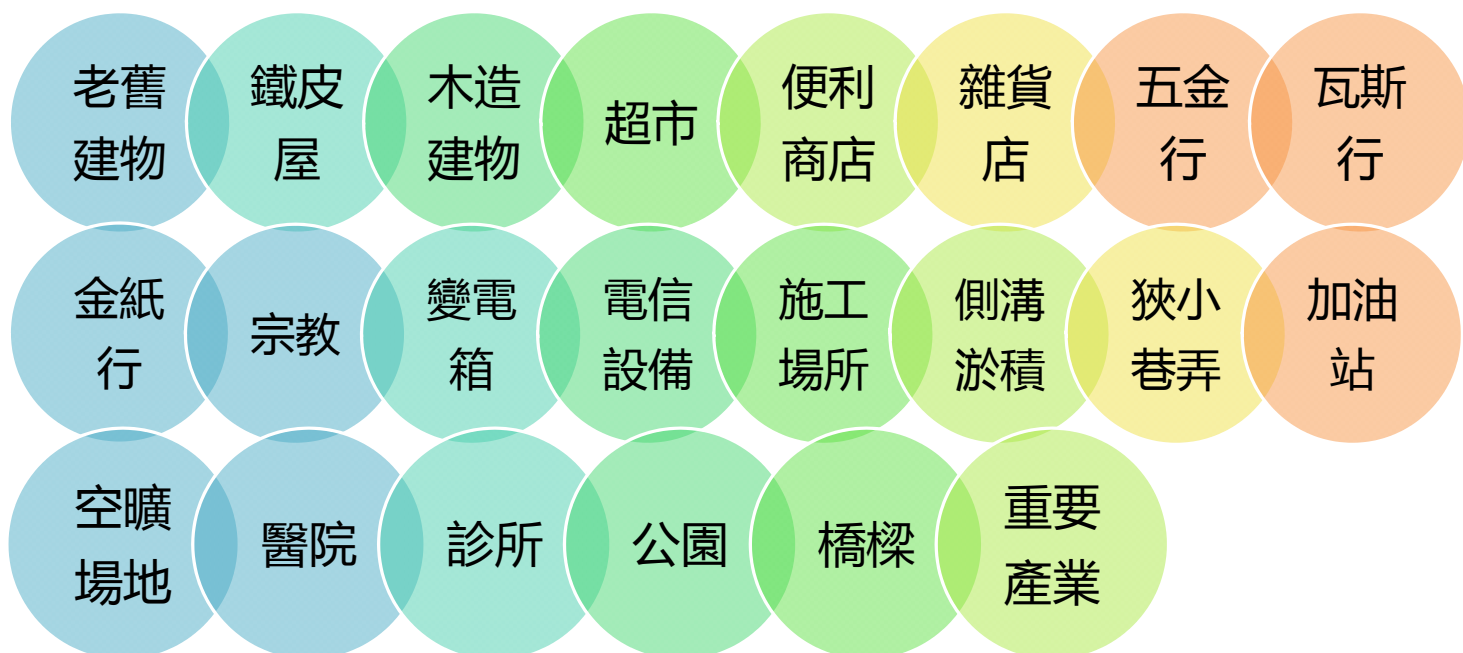 老舊
建物
鐵皮
屋
木造
建物
超市
便利
商店
雜貨
店
五金
行
瓦斯
行
金紙
行
宗教
變電
箱
電信
設備
施工
場所
側溝
淤積
狹小
巷弄
加油
站
空曠
場地
醫院
診所
公園
橋樑
重要
產業